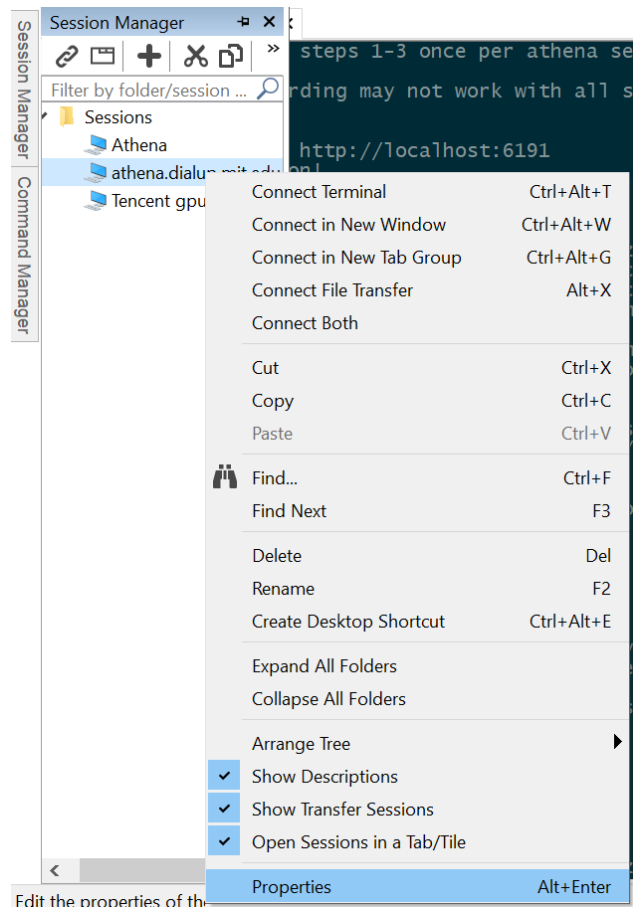 Session Manager
Command Manager
Session Manager
Filter by folder/session ...
Sessions
Athena
athena.dialup.mit.edu
Tencent gpu
steps 1-3 once per athena se
rding may not work with all s
http://localhost:6191
on!
Connect Terminal Ctrl+Alt+T
Connect in New Window Ctrl+Alt+W
Connect in New Tab Group Ctrl+Alt+G
Connect File Transfer Alt+X
Connect Both
Cut Ctrl+X
Copy Ctrl+C
Paste Ctrl+V
Find... Ctrl+F
Find Next F3
Delete Del
Rename F2
Create Desktop Shortcut Ctrl+Alt+E
Expand All Folders
Collapse All Folders
Arrange Tree
Show Descriptions
Show Transfer Sessions
Open Sessions in a Tab/Tile
Properties Alt+Enter
Edit the properties of the